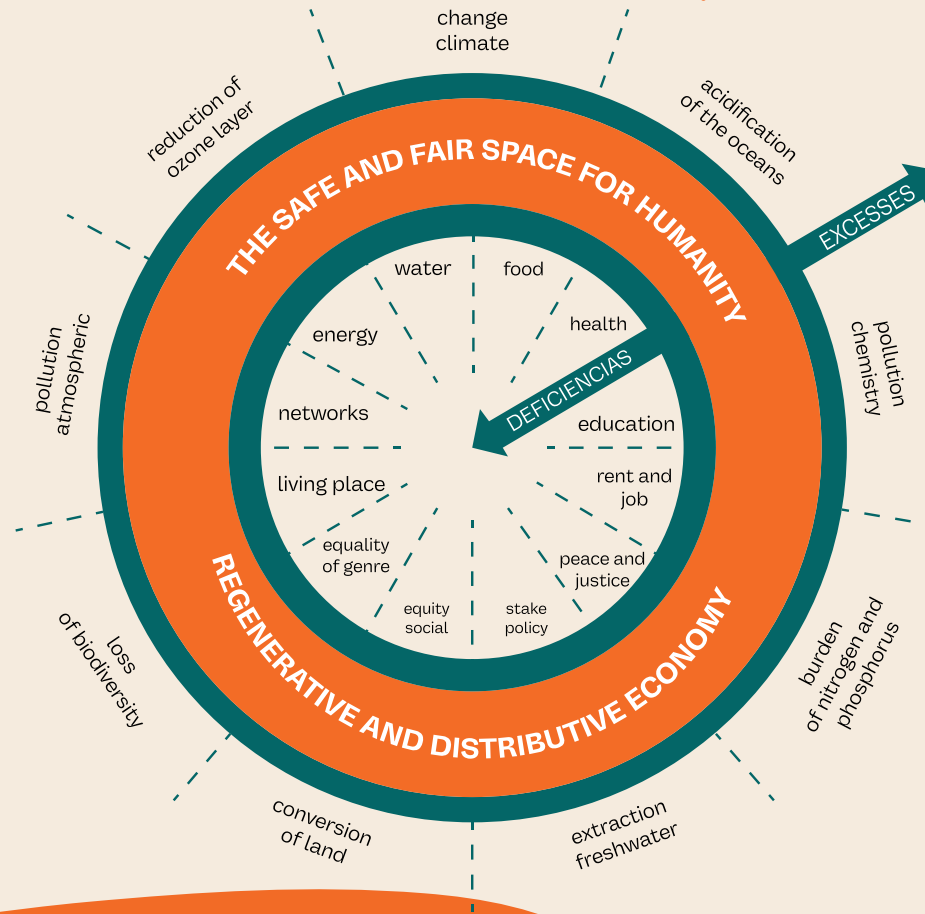 change
climate
acidification
of the oceans
EXCESSES
pollution
chemistry
burden
of nitrogen and
phosphorus
extraction
freshwater
conversion
of land
loss
of biodiversity
pollution
atmospheric
reduction of
ozone layer
THE SAFE AND FAIR SPACE FOR HUMANITY
REGENERATIVE AND DISTRIBUTIVE ECONOMY
water
food
health
DEFICIENCIAS
education
rent and
job
peace and
justice
stake
policy
equity
social
equality
of genre
living place
networks
energy